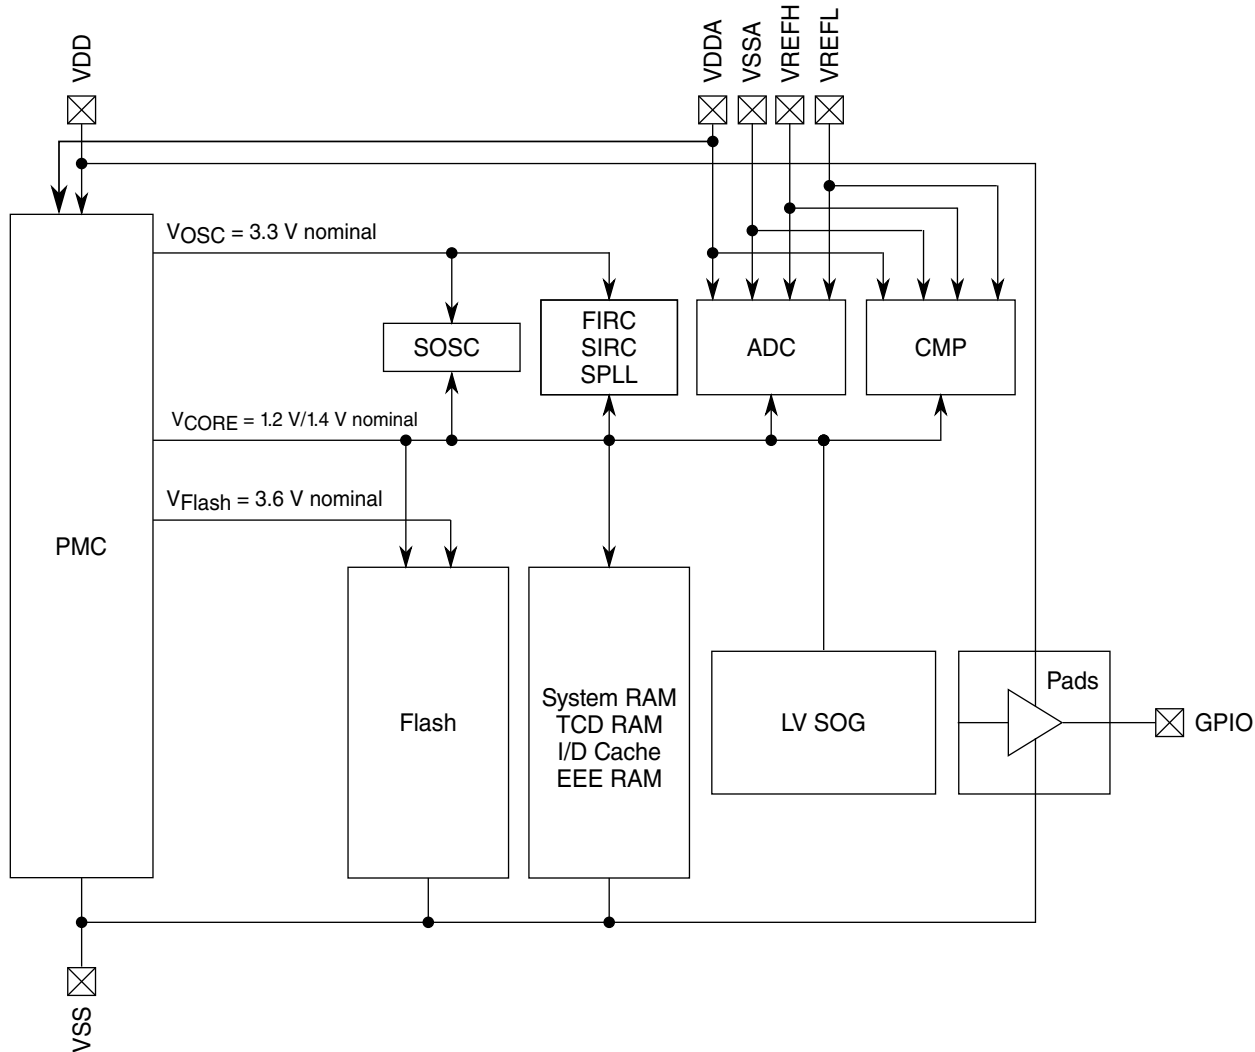 VDD
VDDA
VSSA
VREFH
VREFL
VOSC = 3.3 V nominal
FIRC
SIRC
SPLL
SOSC
ADC
CMP
VCORE = 1.2 V/1.4 V nominal
VFlash = 3.6 V nominal
PMC
Flash
System RAM
TCD RAM
I/D Cache
EEE RAM
LV SOG
Pads
GPIO
VSS